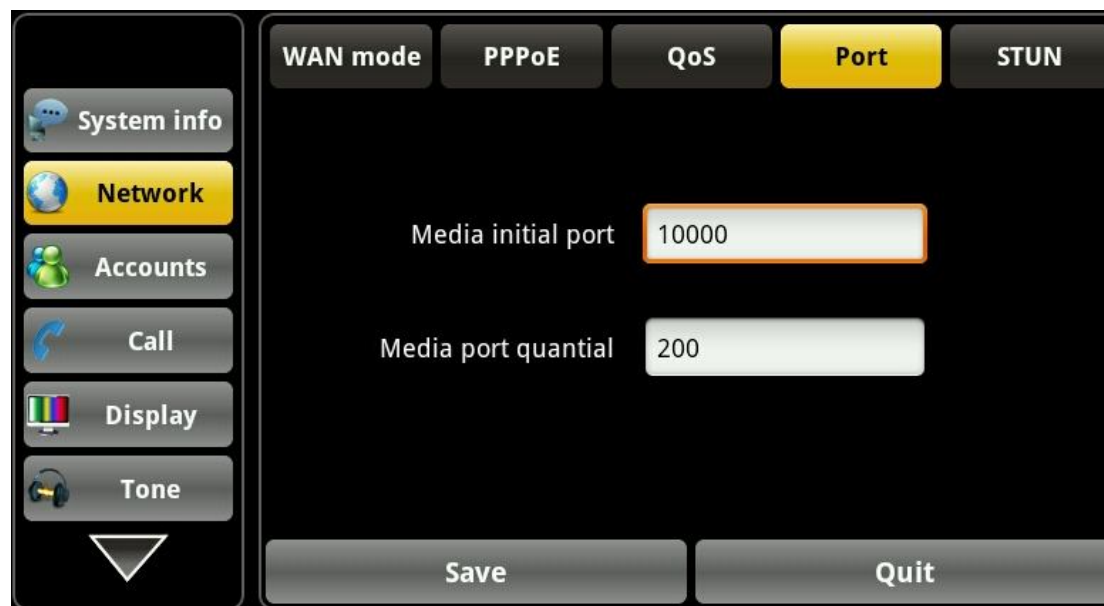 WAN mode
PPPoE
QoS
Port
STUN
System info
Network
Accounts
Call
Display
Tone
Media initial port
10000
Media port quantial
200
Save
Quit